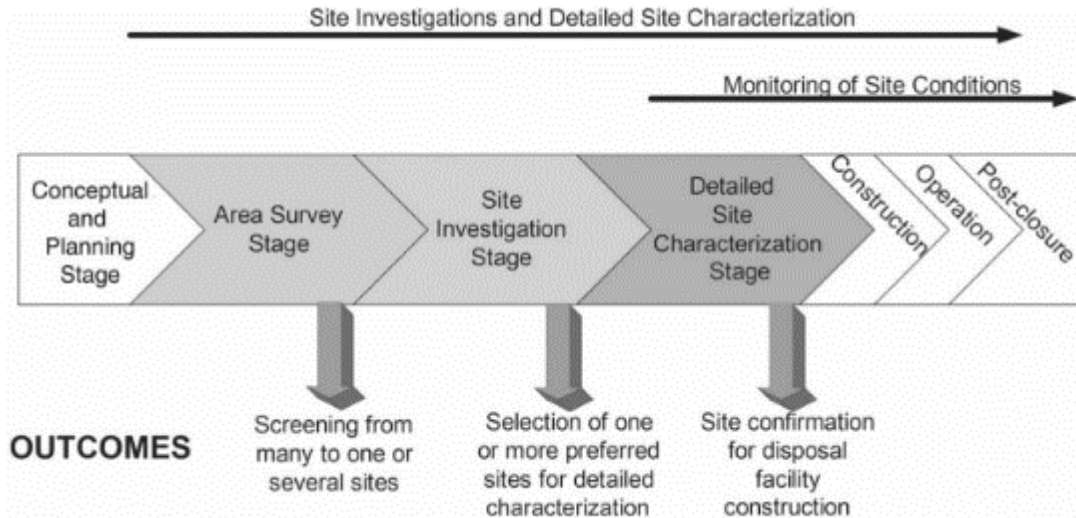 Site Investigations and Detailed Site Characterization
Monitoring of Site Conditions
Conceptual
and
Planning
Stage
Area Survey
Stage
Site
Investigation
Stage
Detailed
Site
Characterization
Stage
Construction
Operation
Post-closure
OUTCOMES
Screening from
many to one or
several sites
Selection of one
or more preferred
sites for detailed
characterization
Site confirmation
for disposal
facility
construction